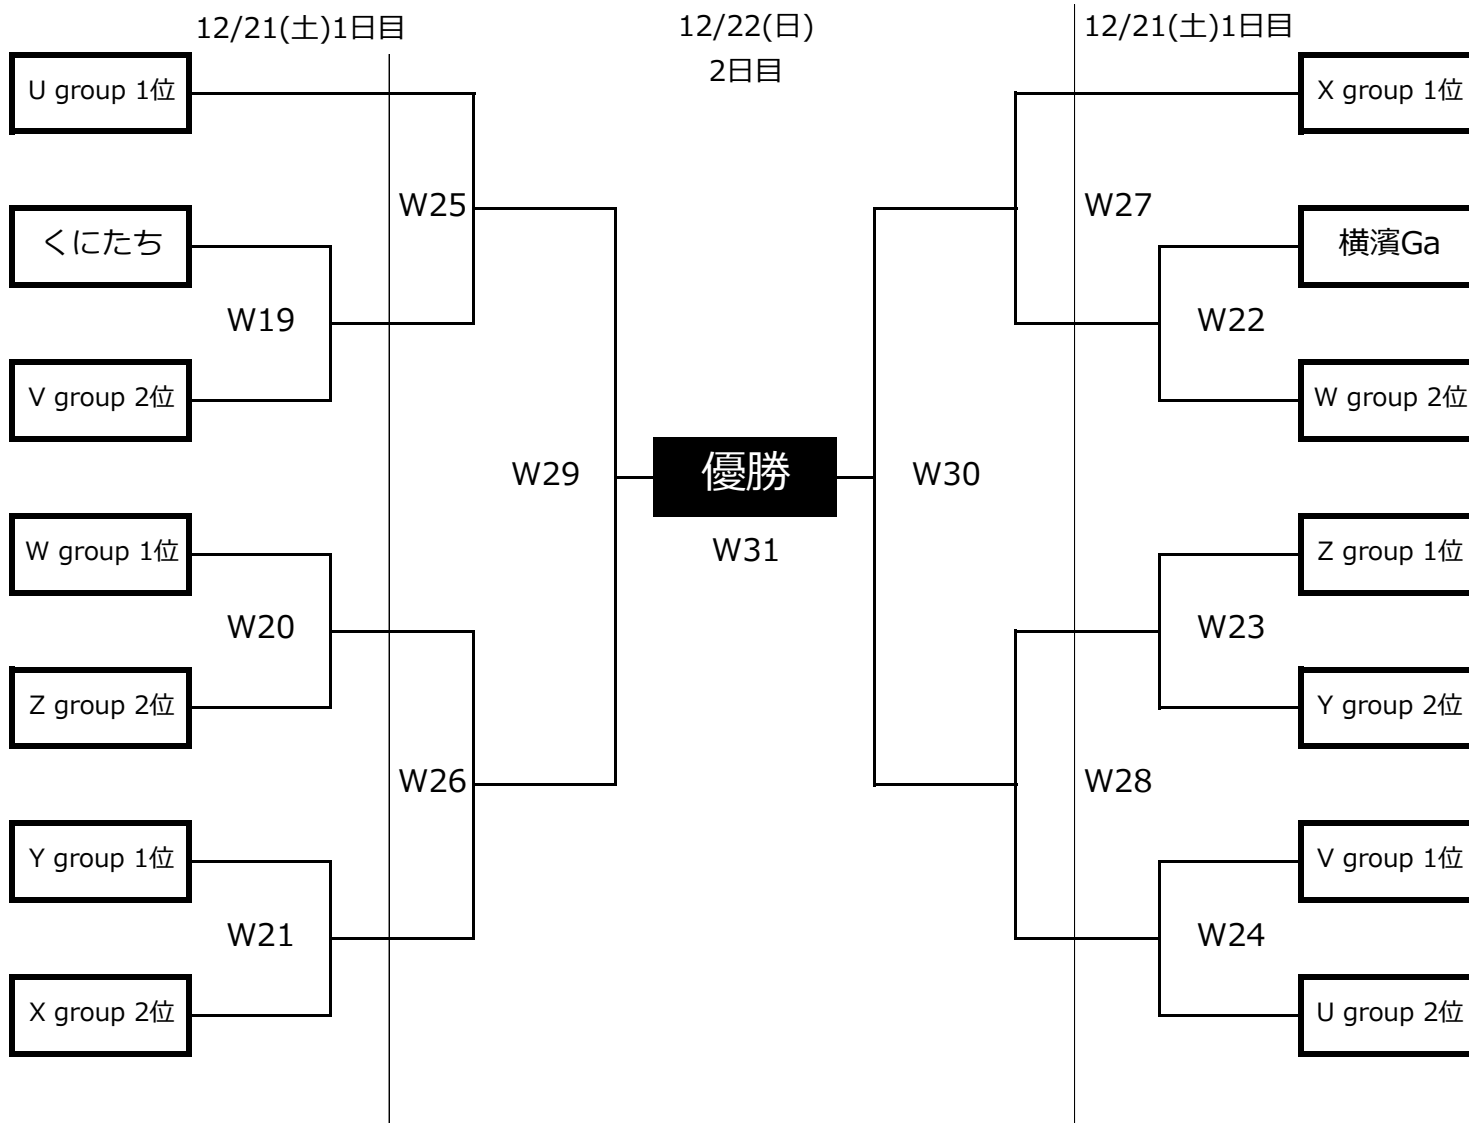 12/21(土)1日目
12/22(日)
2日目
12/21(土)1日目
U group 1位
X group 1位
W25
W27
くにたち
横濱Ga
W19
W22
V group 2位
W group 2位
W29
優勝
W30
W31
W group 1位
Z group 1位
W20
W23
Z group 2位
Y group 2位
W26
W28
Y group 1位
V group 1位
W21
W24
X group 2位
U group 2位